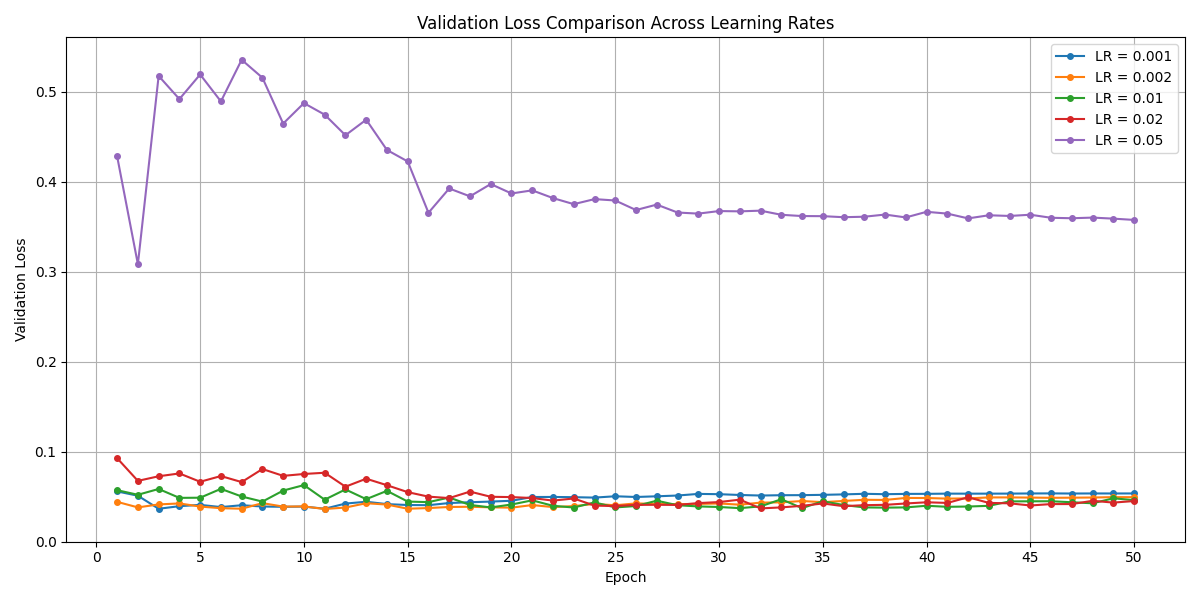 Validation Loss Comparison Across Learning Rates
LR = 0.001
LR = 0.002
LR = 0.01
LR = 0.02
LR = 0.05
Validation Loss
0.5
0.4
0.3
0.2
0.1
0.0
0 5 10 15 20 25 30 35 40 45 50
Epoch